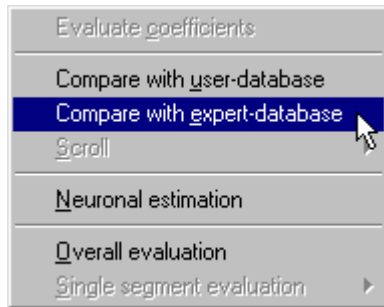 Evaluate coefficients
Compare with user-database
Compare with expert-database
Scroll
Neuronal estimation
Overall evaluation
Single segment evaluation